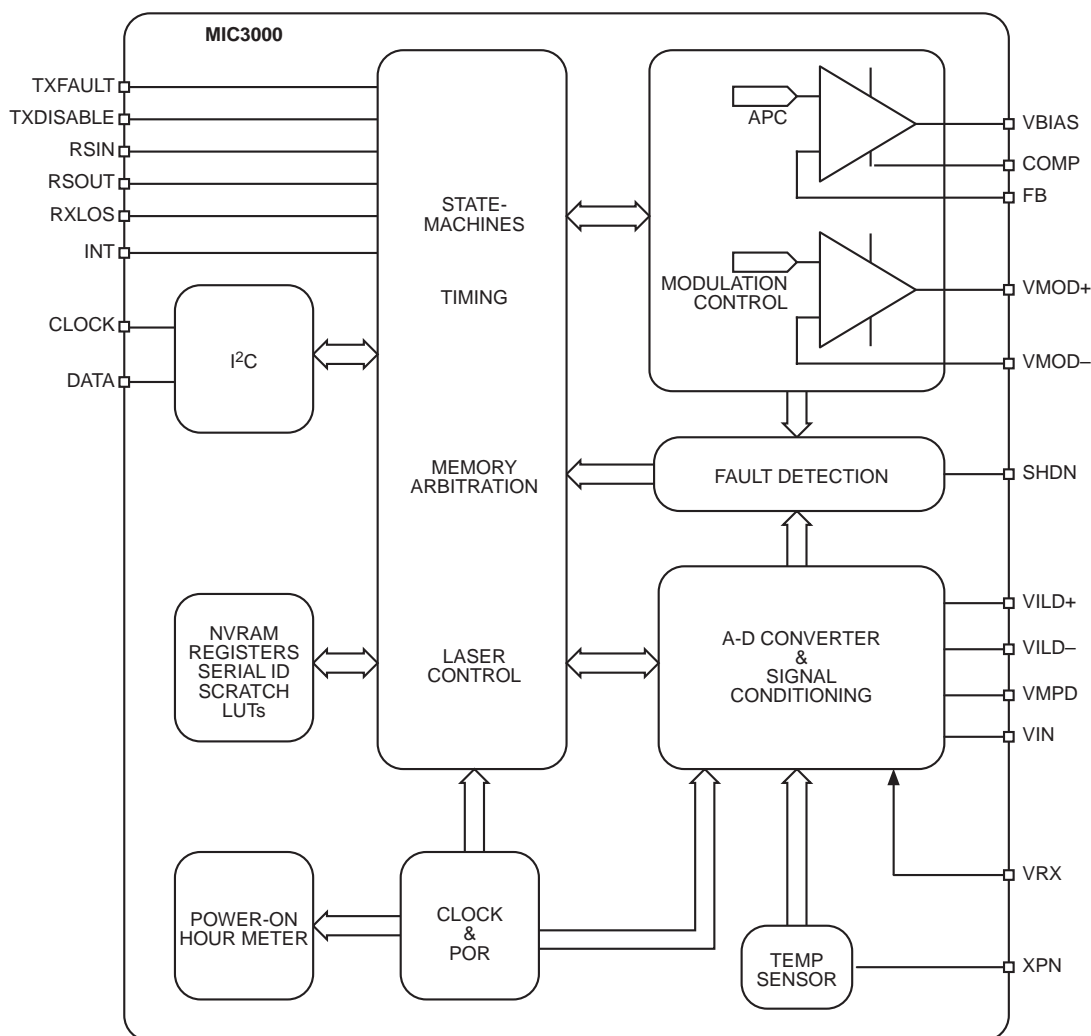 MIC3000
TXFAULT
TXDISABLE
RSIN
RSOUT
RXLOS
INT
CLOCK
DATA
I²C
STATE-
MACHINES
TIMING
MEMORY
ARBITRATION
LASER
CONTROL
APC
MODULATION
CONTROL
VBIAS
COMP
FB
VMOD+
VMOD–
FAULT DETECTION
SHDN
NVRAM
REGISTERS
SERIAL ID
SCRATCH
LUTs
A-D CONVERTER
&
SIGNAL
CONDITIONING
VILD+
VILD–
VMPD
VIN
POWER-ON
HOUR METER
CLOCK
&
POR
TEMP
SENSOR
VRX
XPN